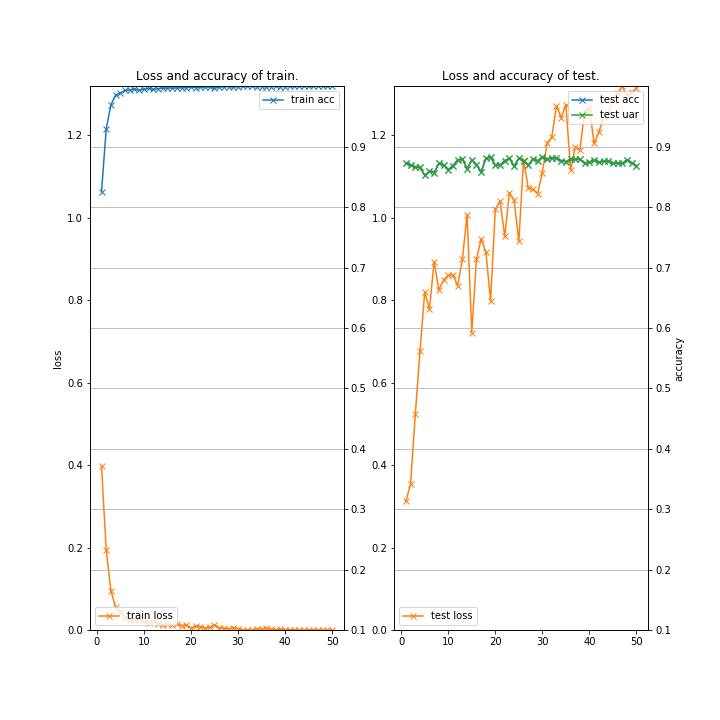 Loss and accuracy of train.
train acc
1.2
1.0
0.8
0.6
0.4
0.2
0.0
loss
0.9
0.8
0.7
0.6
0.5
0.4
0.3
0.2
0.1
train loss
0 10 20 30 40 50
Loss and accuracy of test.
test acc
test uar
1.2
1.0
0.8
0.6
0.4
0.2
0.0
0.9
0.8
0.7
0.6
0.5
0.4
0.3
0.2
0.1
accuracy
test loss
0 10 20 30 40 50